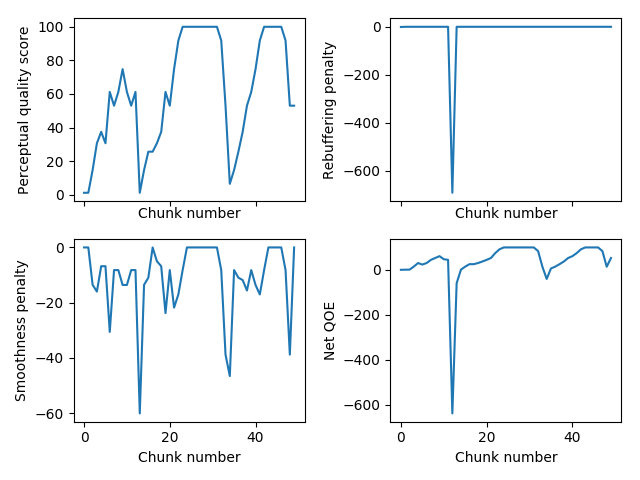 Perceptual quality score
100
80
60
40
20
0
Chunk number
Rebuffering penalty
0
−200
−400
−600
Chunk number
Smoothness penalty
0
−20
−40
−60
0 20 40
Chunk number
Net QOE
0
−200
−400
−600
0 20 40
Chunk number